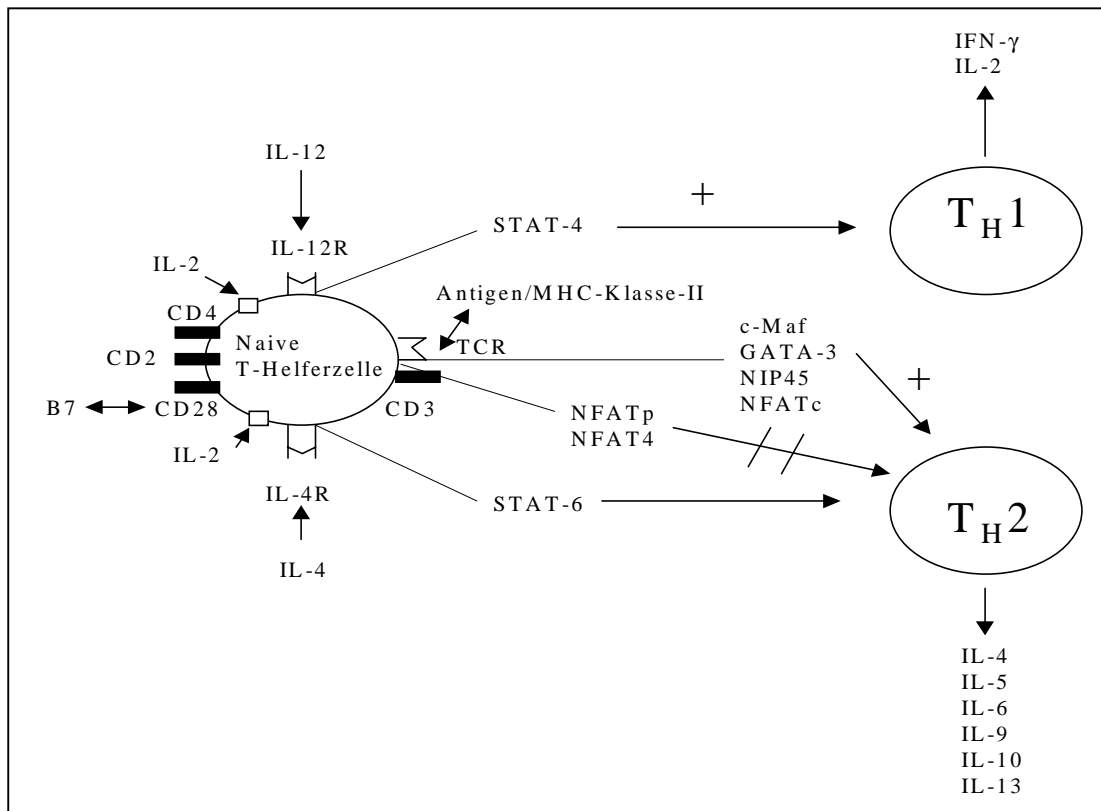 IFN-γ
IL-2
IL-12
T H 1
+
STAT-4
IL-12R
IL-2
Antigen/MHC-Klasse-II
CD4
Naive
T-Helferzelle
CD2
TCR
c-Maf
GATA-3
NIP45
NFATc
+
B7
CD28
CD3
NFATp
NFAT4
IL-2
IL-4R
STAT-6
T H 2
IL-4
IL-4
IL-5
IL-6
IL-9
IL-10
IL-13